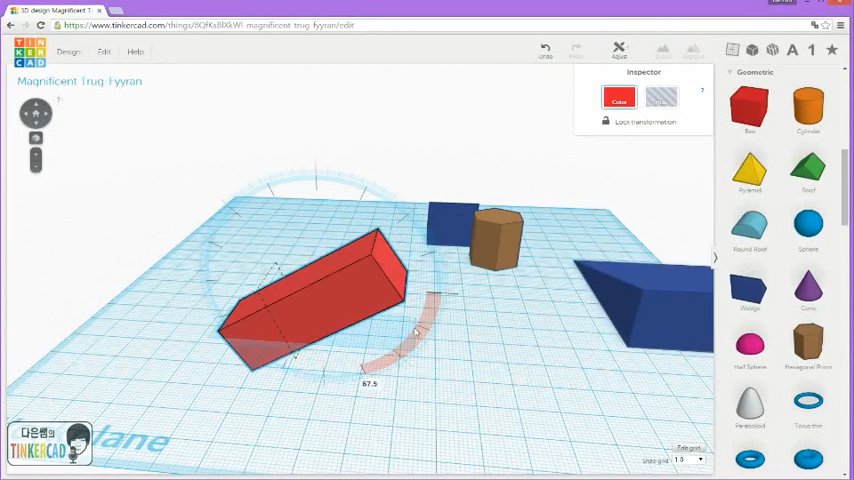 3D design Magnificent Tr
https://www.tinkercad.com/things/8QfKs8lXkWl-magnificent-trug-fyyran/edit
TIN
KER
CAD
Design
Edit
Help
Undo
Adjust
Magnificent Trug-Fyyran
?
Inspector
Color
?
Lock transformation
Geometric
Box
Cylinder
Pyramid
Roof
Round Roof
Sphere
Wedge
Cone
Half Sphere
Hexagonal Prism
Paraboloid
Torus thin
67.5
Edit grid
Snap grid
1.0
다은쌤의
TINKERCAD